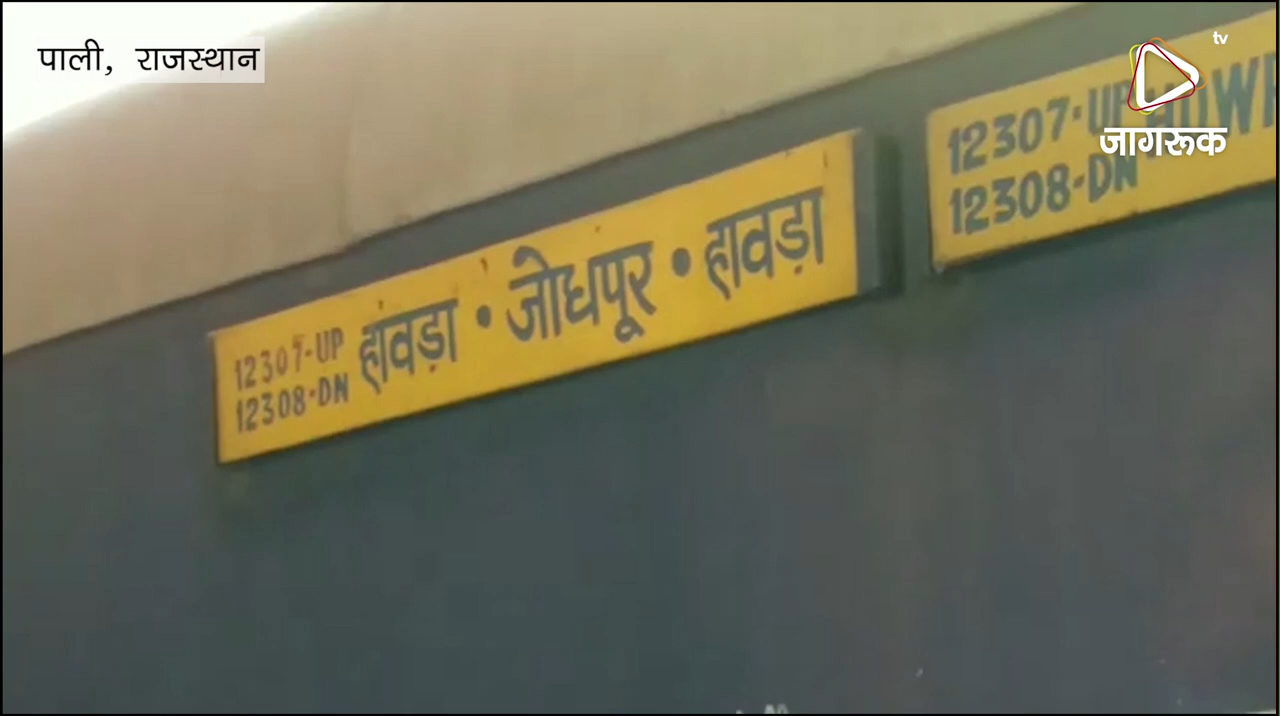 पाली, राजस्थान
tv
जागरूक
12307-UP
12308-DN
हावड़ा • जोधपूर • हावड़ा
12307-UP
12308-DN